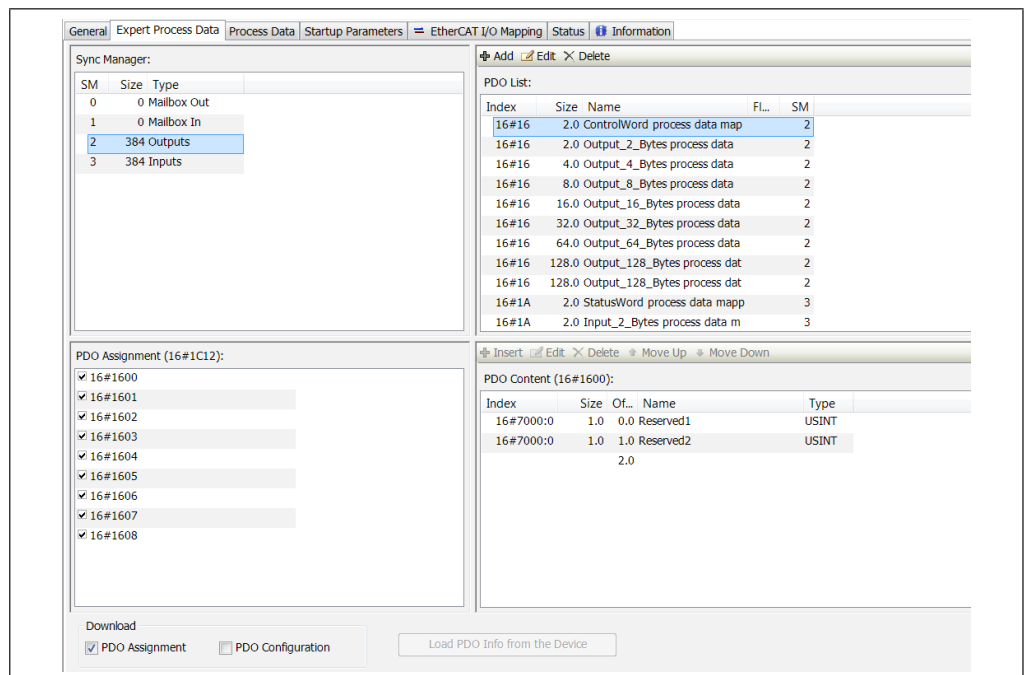 General Expert Process Data Process Data Startup Parameters EtherCAT I/O Mapping Status Information
Sync Manager:
SM Size Type
0 0 Mailbox Out
1 0 Mailbox In
2 384 Outputs
3 384 Inputs
Add Edit Delete
PDO List:
Index Size Name Fl... SM
16#16 2.0 ControlWord process data map 2
16#16 2.0 Output_2_Bytes process data 2
16#16 4.0 Output_4_Bytes process data 2
16#16 8.0 Output_8_Bytes process data 2
16#16 16.0 Output_16_Bytes process data 2
16#16 32.0 Output_32_Bytes process data 2
16#16 64.0 Output_64_Bytes process data 2
16#16 128.0 Output_128_Bytes process dat 2
16#16 128.0 Output_128_Bytes process dat 2
16#1A 2.0 StatusWord process data mapp 3
16#1A 2.0 Input_2_Bytes process data m 3
PDO Assignment (16#1C12):
16#1600
16#1601
16#1602
16#1603
16#1604
16#1605
16#1606
16#1607
16#1608
Insert Edit Delete Move Up Move Down
PDO Content (16#1600):
Index Size Of... Name Type
16#7000:0 1.0 0.0 Reserved1 USINT
16#7000:0 1.0 1.0 Reserved2 USINT
2.0
Download
PDO Assignment PDO Configuration
Load PDO Info from the Device